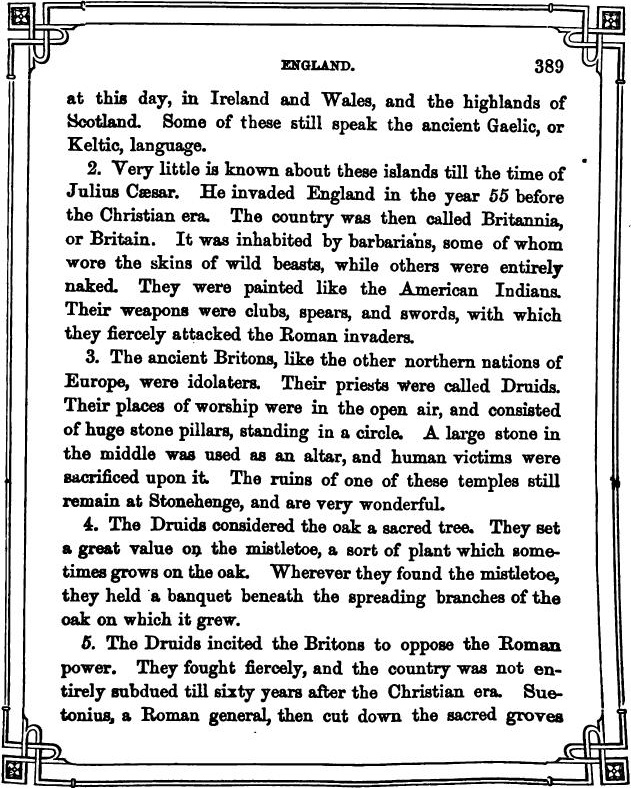 ENGLAND. 389
at this day, in Ireland and Wales, and the highlands of
Scotland. Some of these still speak the ancient Gaelic, or
Keltic, language.
2. Very little is known about these islands till the time of
Julius Cæsar. He invaded England in the year 55 before
the Christian era. The country was then called Britannia,
or Britain. It was inhabited by barbarians, some of whom
wore the skins of wild beasts, while others were entirely
naked. They were painted like the American Indians.
Their weapons were clubs, spears, and swords, with which
they fiercely attacked the Roman invaders.
3. The ancient Britons, like the other northern nations of
Europe, were idolaters. Their priests were called Druids.
Their places of worship were in the open air, and consisted
of huge stone pillars, standing in a circle. A large stone in
the middle was used as an altar, and human victims were
sacrificed upon it. The ruins of one of these temples still
remain at Stonehenge, and are very wonderful.
4. The Druids considered the oak a sacred tree. They set
a great value on the mistletoe, a sort of plant which some-
times grows on the oak. Wherever they found the mistletoe,
they held a banquet beneath the spreading branches of the
oak on which it grew.
5. The Druids incited the Britons to oppose the Roman
power. They fought fiercely, and the country was not en-
tirely subdued till sixty years after the Christian era. Sue-
tonius, a Roman general, then cut down the sacred groves